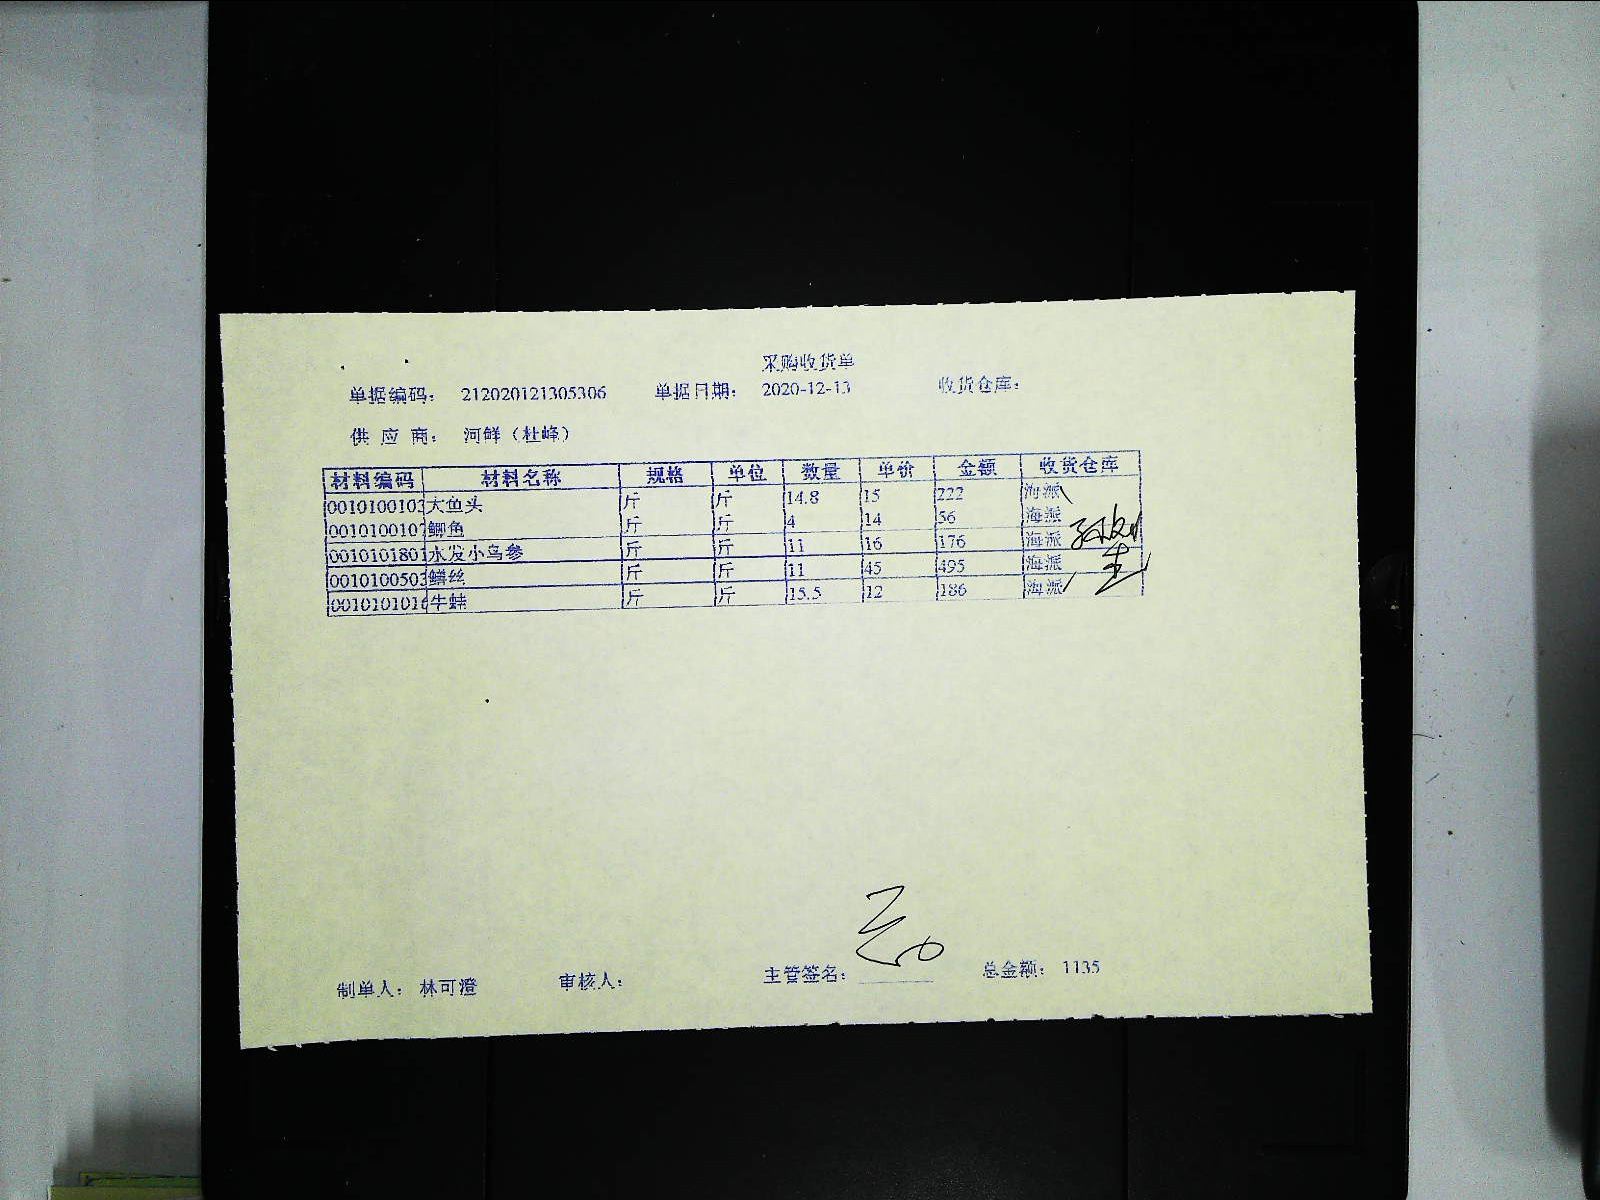 采购收货单
单据编码： 212020121305306 单据日期： 2020-12-13 收货仓库：
供 应 商： 河鲜（杜峰）
材料编码 材料名称 规格 单位 数量 单价 金额 收货仓库
0010100103 大鱼头 斤 斤 14.8 15 222 海派
0010100107 鲫鱼 斤 斤 4 14 56 海派
0010101801 水发小乌参 斤 斤 11 16 176 海派
0010100503 鳝丝 斤 斤 11 45 495 海派
0010101016 牛蛙 斤 斤 15.5 12 186 海派
制单人： 林可澄 审核人： 主管签名： 总金额： 1135